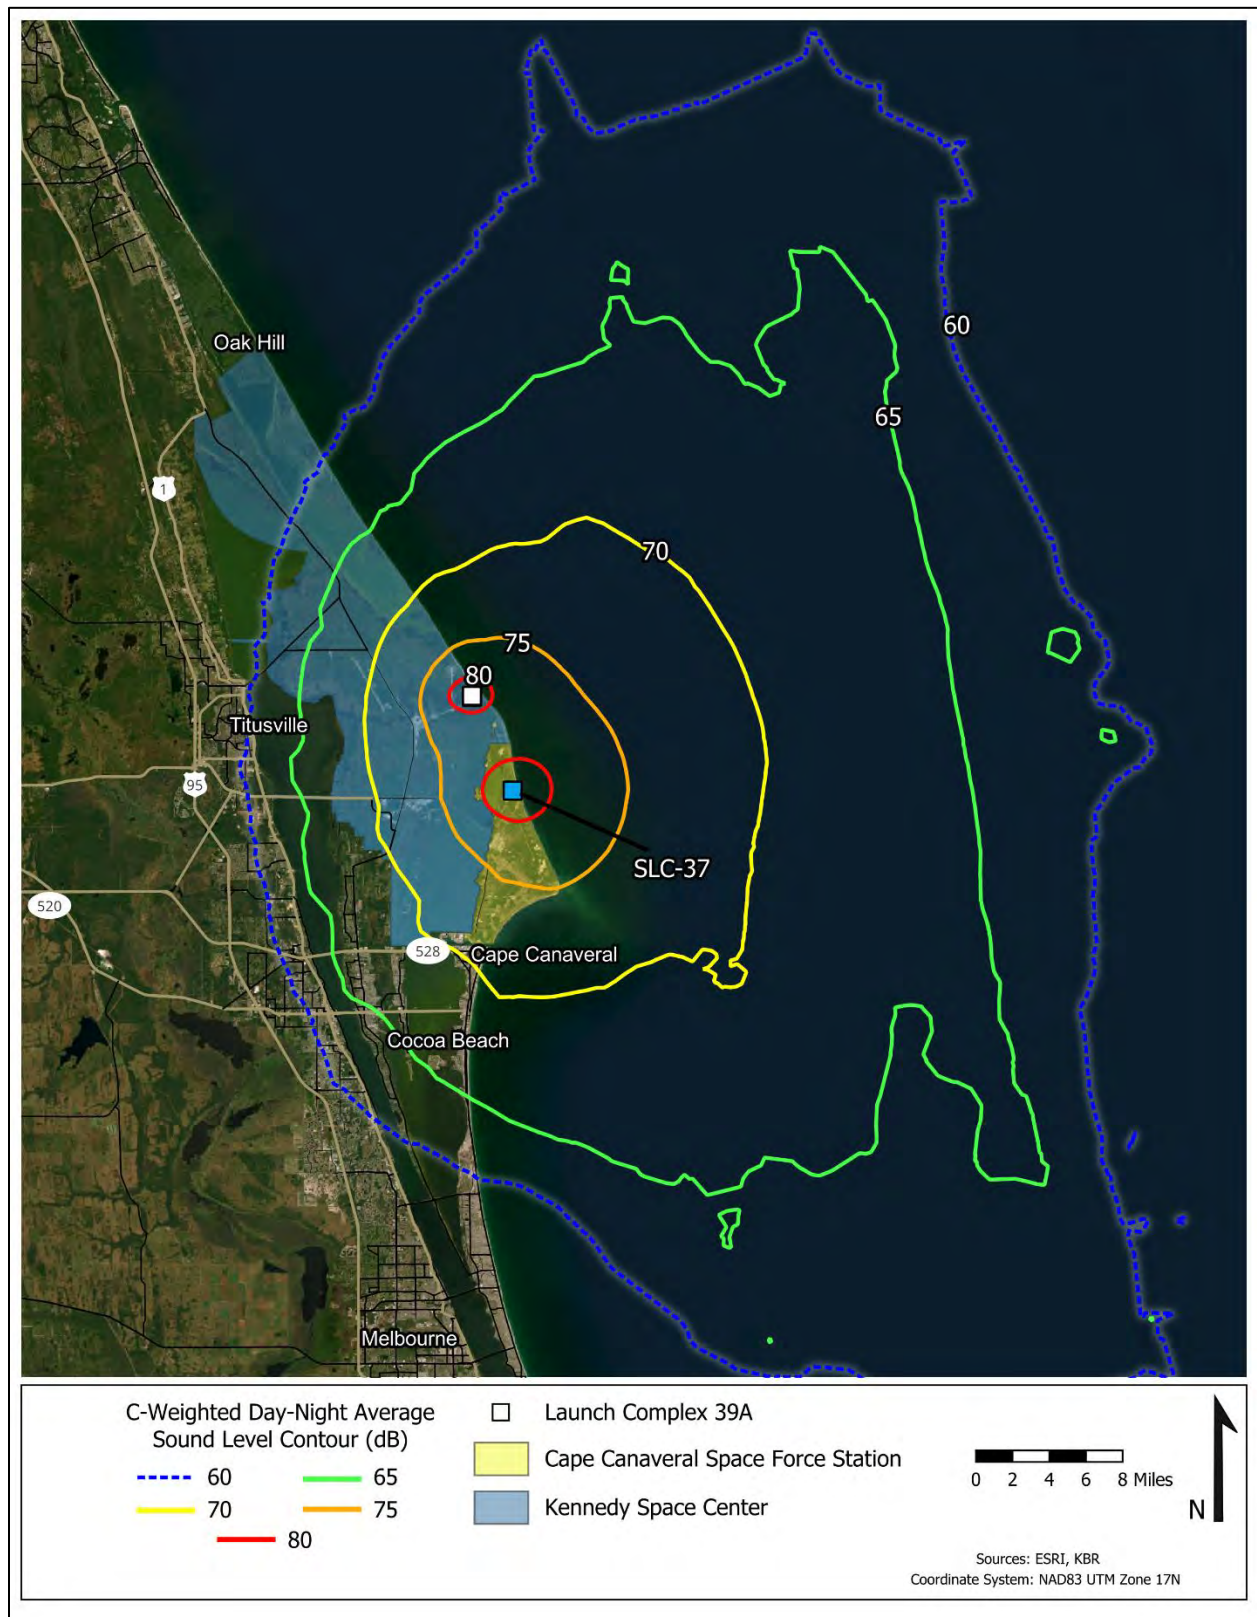 Oak Hill
60
65
1
70
75
80
Titusville
95
SLC-37
520
528
Cape Canaveral
Cocoa Beach
Melbourne
C-Weighted Day-Night Average
Sound Level Contour (dB)
60
65
70
75
80
Launch Complex 39A
Cape Canaveral Space Force Station
Kennedy Space Center
0 2 4 6 8 Miles
N
Sources: ESRI, KBR
Coordinate System: NAD83 UTM Zone 17N